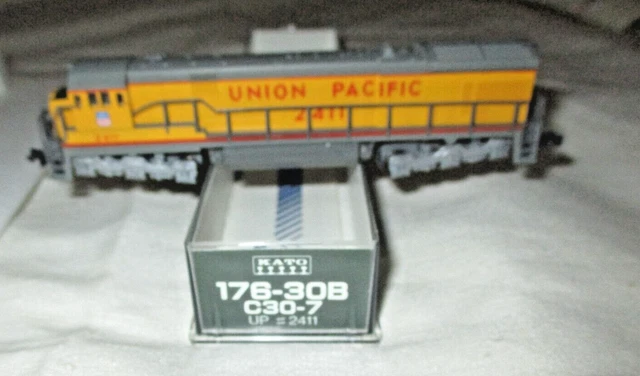 UNION PACIFIC
2411
KATO
176-30B
C30-7
UP #2411